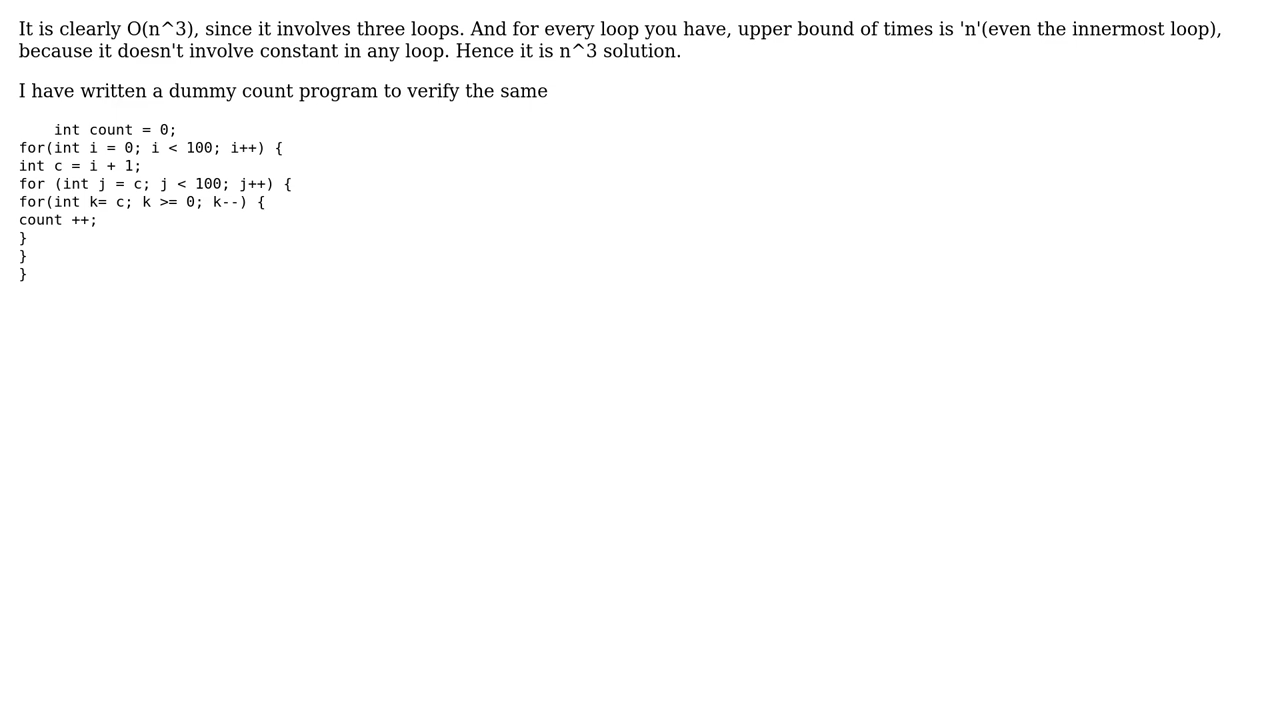 It is clearly O(n^3), since it involves three loops. And for every loop you have, upper bound of times is 'n'(even the innermost loop),
because it doesn't involve constant in any loop. Hence it is n^3 solution.
I have written a dummy count program to verify the same
    int count = 0;
for(int i = 0; i < 100; i++) {
int c = i + 1;
for (int j = c; j < 100; j++) {
for(int k= c; k >= 0; k--) {
count ++;
}
}
}